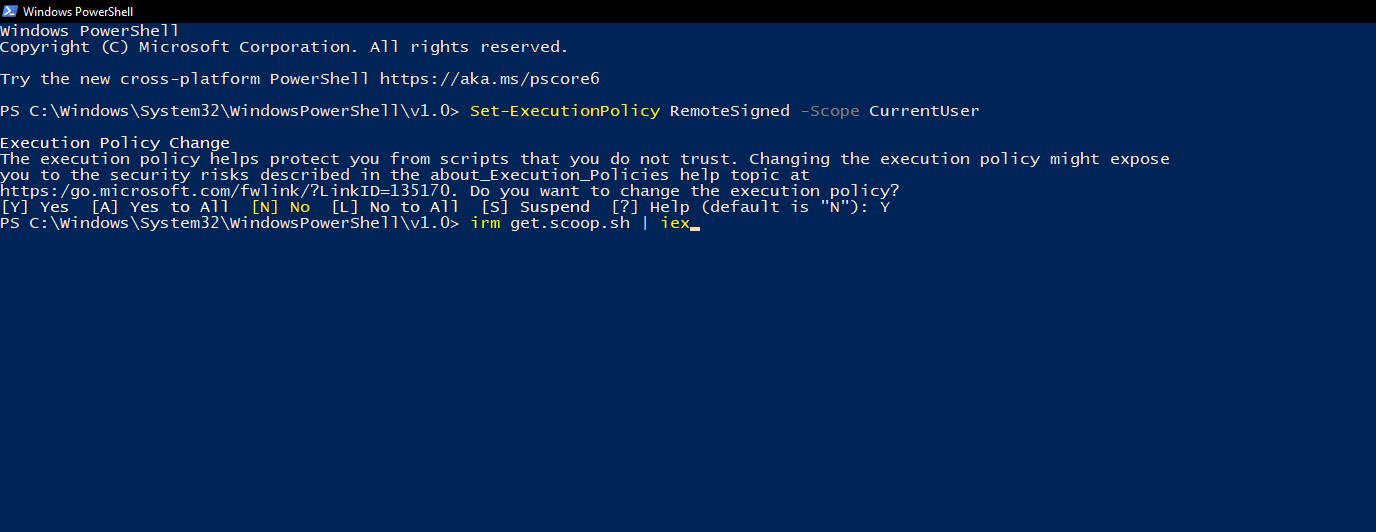 Windows PowerShell
Windows PowerShell
Copyright (C) Microsoft Corporation. All rights reserved.
Try the new cross-platform PowerShell https://aka.ms/pscore6
PS C:\Windows\System32\WindowsPowerShell\v1.0> Set-ExecutionPolicy RemoteSigned -Scope CurrentUser
Execution Policy Change
The execution policy helps protect you from scripts that you do not trust. Changing the execution policy might expose
you to the security risks described in the about_Execution_Policies help topic at
https:/go.microsoft.com/fwlink/?LinkID=135170. Do you want to change the execution policy?
[Y] Yes  [A] Yes to All  [N] No  [L] No to All  [S] Suspend  [?] Help (default is "N"): Y
PS C:\Windows\System32\WindowsPowerShell\v1.0> irm get.scoop.sh | iex